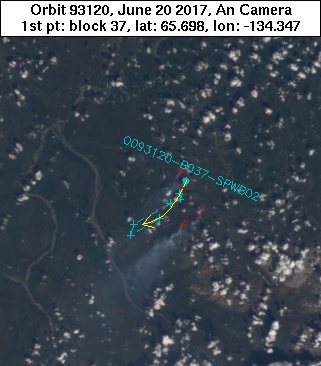 Orbit 93120, June 20 2017, An Camera
1st pt: block 37, lat: 65.698, lon: -134.347
O093120-B037-SPWB02